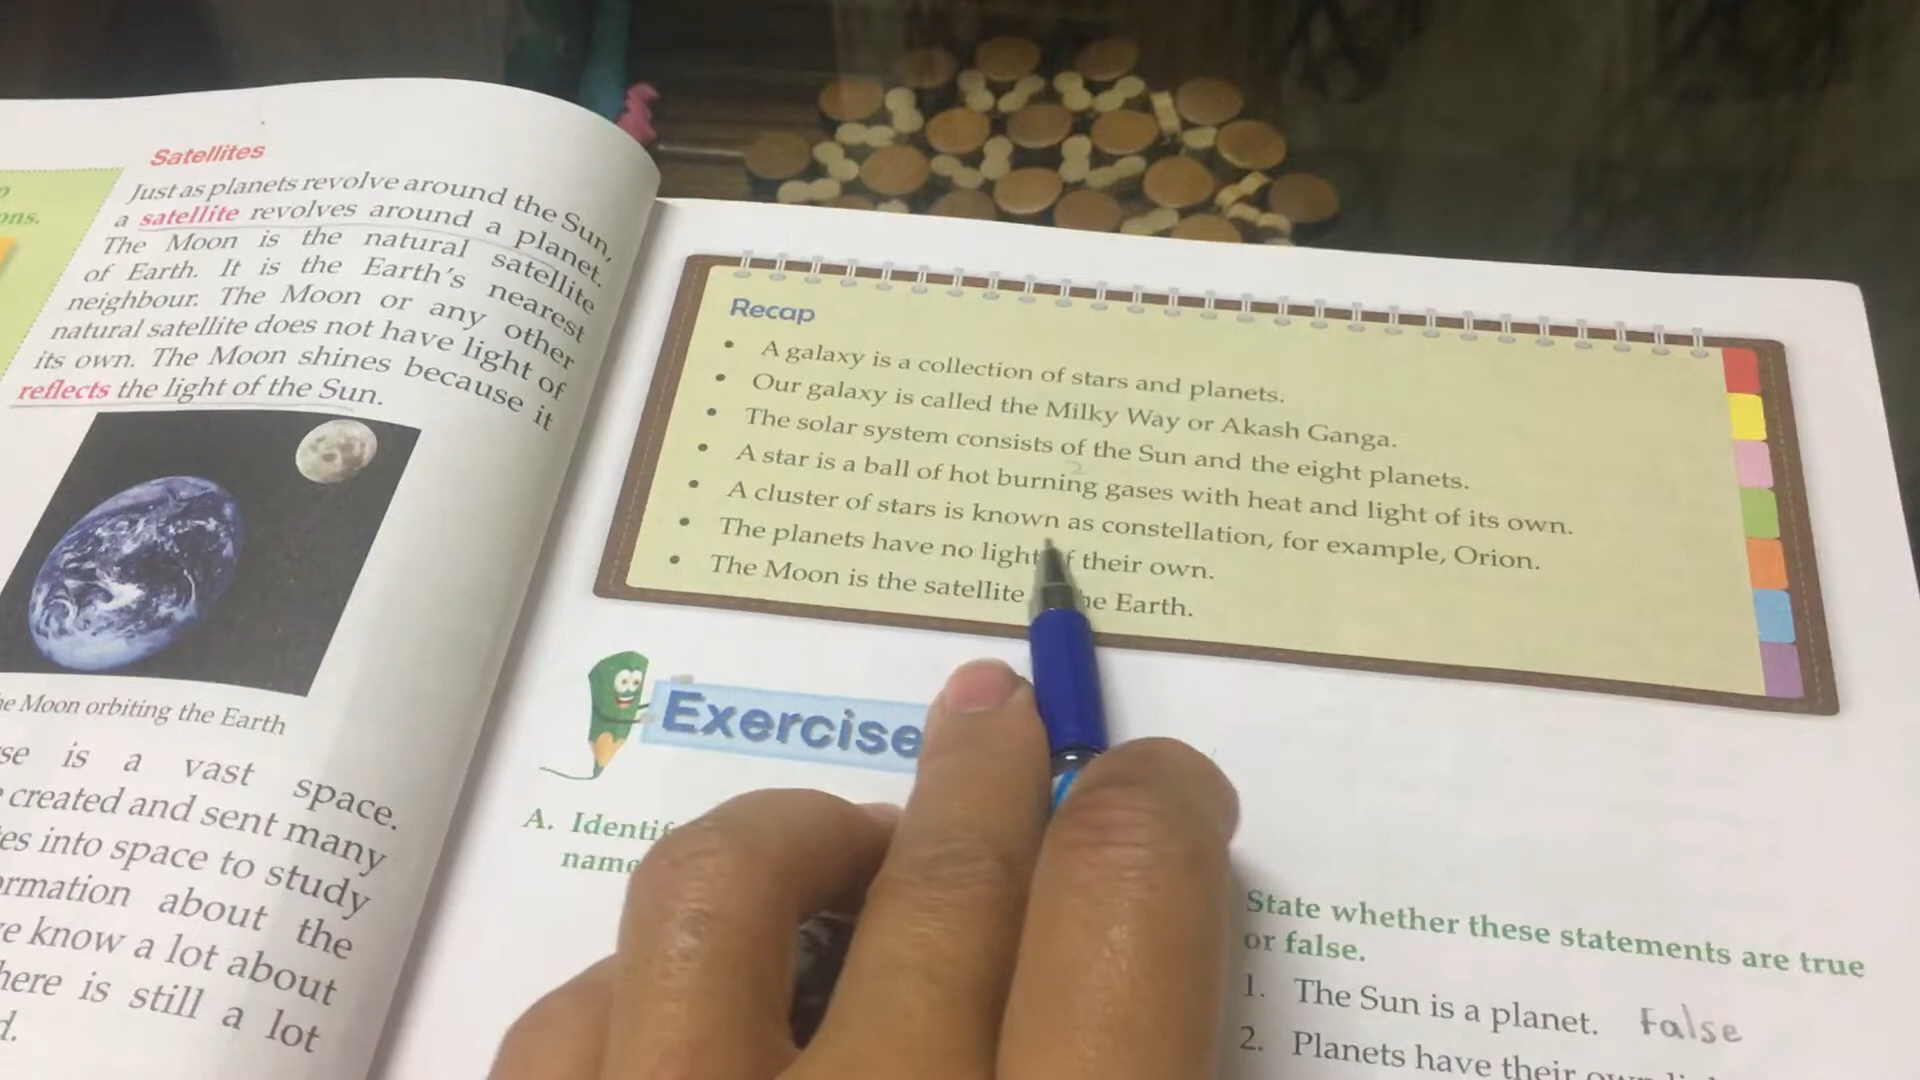 ons.
Satellites
Just as planets revolve around the Sun,
a satellite revolves around a planet.
The Moon is the natural satellite
of Earth. It is the Earth's nearest
neighbour. The Moon or any other
natural satellite does not have light of
its own. The Moon shines because it
reflects the light of the Sun.
Moon orbiting the Earth
is a vast space.
created and sent many
into space to study
about the
know a lot about
is still a lot
Recap
• A galaxy is a collection of stars and planets.
• Our galaxy is called the Milky Way or Akash Ganga.
• The solar system consists of the Sun and the eight planets.
• A star is a ball of hot burning gases with heat and light of its own.
• A cluster of stars is known as constellation, for example, Orion.
• The planets have no light their own.
• The Moon is the satellite Earth.
Exercise
A. 
name
State whether these statements are true
or false.
1. The Sun is a planet. False
2. Planets have their